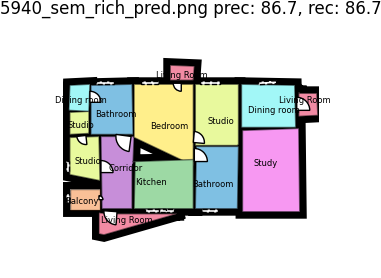 5940_sem_rich_pred.png prec: 86.7, rec: 86.7
Living Room
Dining room
Living Room
Dining room
Bathroom
Studio
Studio
Bedroom
Studio
Studio
Corridor
Study
Kitchen
Bathroom
Balcony
Living Room